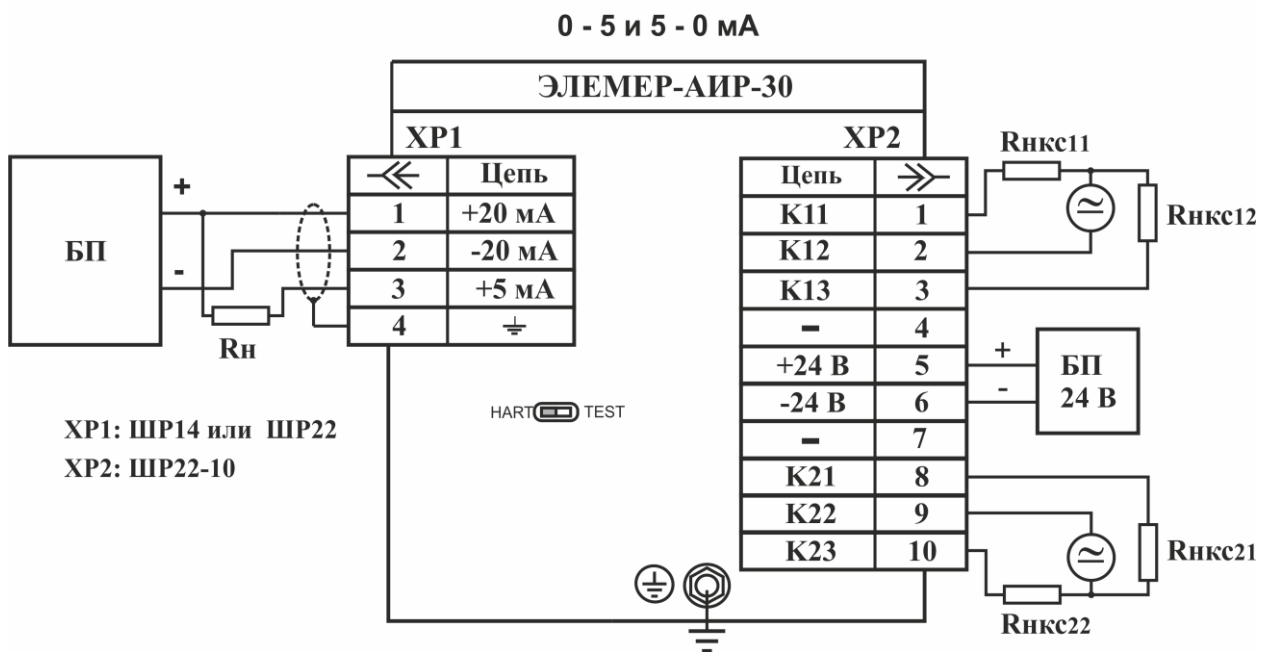 0 - 5 и 5 - 0 мА
ЭЛЕМЕР-АИР-30
XP1
Цепь
1 +20 мА
2 -20 мА
3 +5 мА
4
БП
+
-
Rн
XP1: ШР14 или ШР22
XP2: ШР22-10
HART TEST
XP2
Цепь
K11 1
K12 2
K13 3
- 4
+24 В 5
-24 В 6
- 7
K21 8
K22 9
K23 10
Rнкс11
Rнкс12
+
-
БП
24 В
Rнкс21
Rнкс22